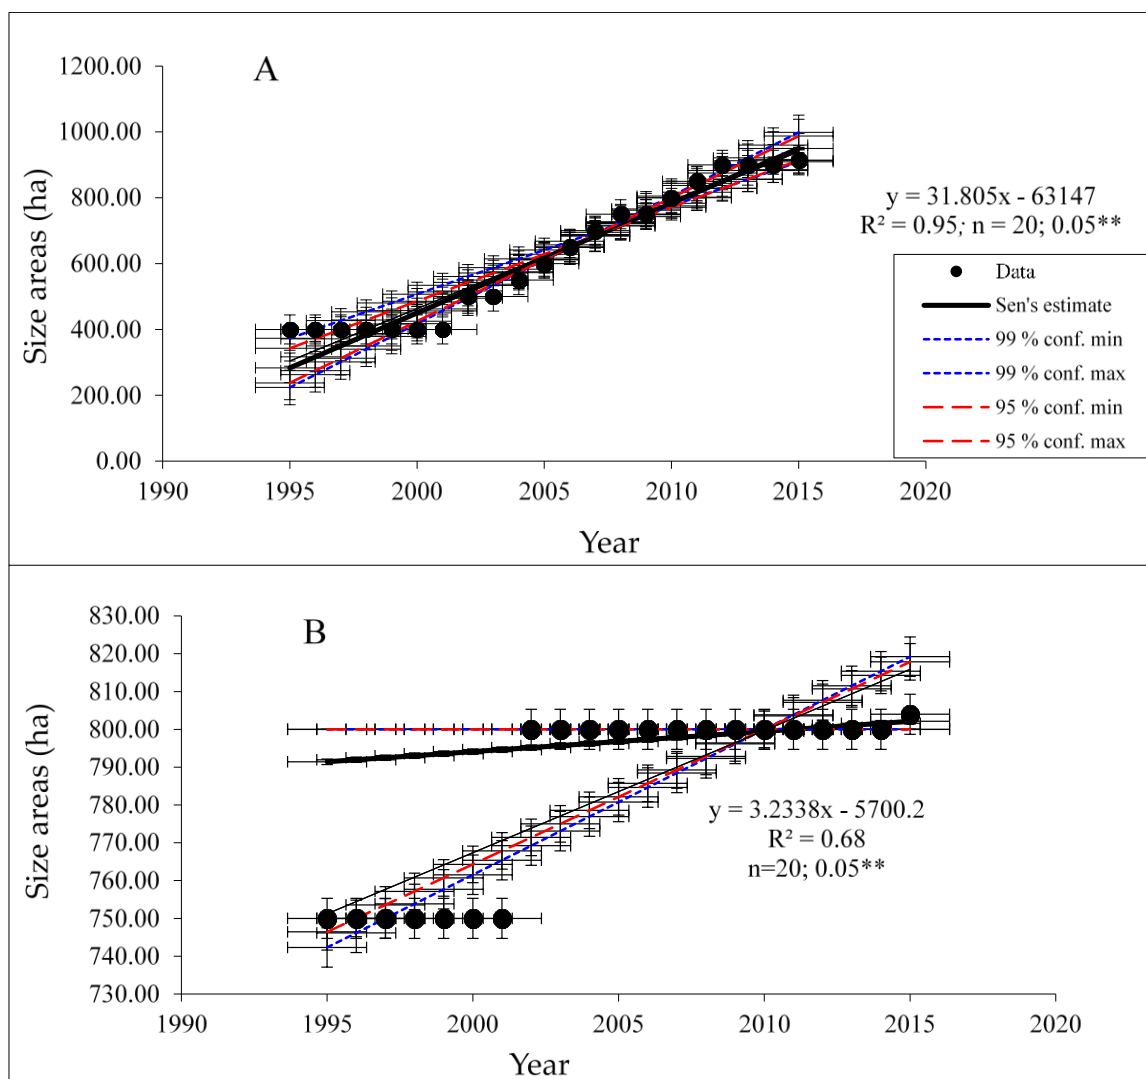 A
1200.00
1000.00
800.00
600.00
400.00
200.00
0.00
Size areas (ha)
1990 1995 2000 2005 2010 2015 2020
Year
y = 31.805x - 63147
R² = 0.95; n = 20; 0.05**
Data
Sen's estimate
99 % conf. min
99 % conf. max
95 % conf. min
95 % conf. max
B
830.00
820.00
810.00
800.00
790.00
780.00
770.00
760.00
750.00
740.00
730.00
Size areas (ha)
1990 1995 2000 2005 2010 2015 2020
Year
y = 3.2338x - 5700.2
R² = 0.68
n=20; 0.05**